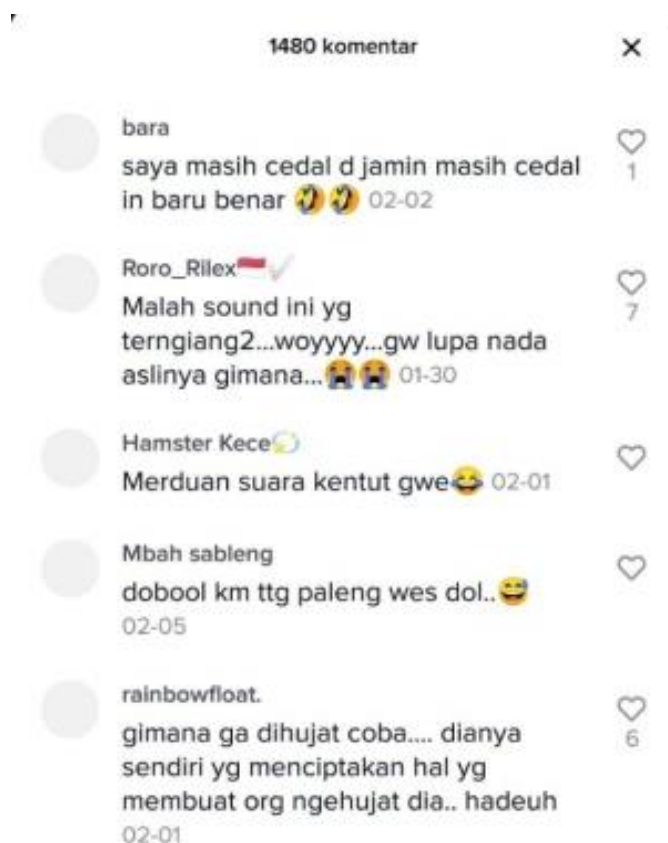 1480 komentar
bara
saya masih cedal d jamin masih cedal
in baru benar 🤣🤣 02-02
1
Roro_Rilex🇮🇩✅
Malah sound ini yg
terngiang2...woyyyy...gw lupa nada
aslinya gimana...😭😭 01-30
7
Hamster Kece💫
Merduan suara kentut gwe😂 02-01
Mbah sableng
dobool km ttg paleng wes dol..😅
02-05
rainbowfloat.
gimana ga dihujat coba.... dianya
sendiri yg menciptakan hal yg
membuat org ngehujat dia.. hadeuh
02-01
6